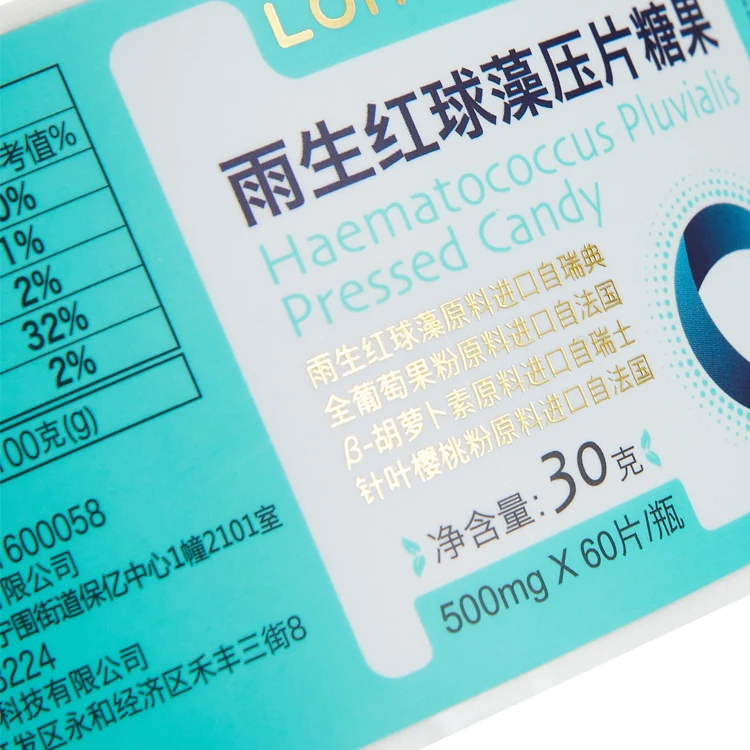 雨生红球藻压片糖果
Haematococcus Pluvialis
Pressed Candy
雨生红球藻原料进口自瑞典
全葡萄果粉原料进口自法国
β-胡萝卜素原料进口自瑞士
针叶樱桃粉原料进口自法国
净含量:30克
500mg X 60片/瓶
考值%
0%
1%
2%
32%
2%
100克(g)
1600058
有限公司
宁围街道保亿中心1幢2101室
3224
科技有限公司
开发区永和经济区禾丰三街8